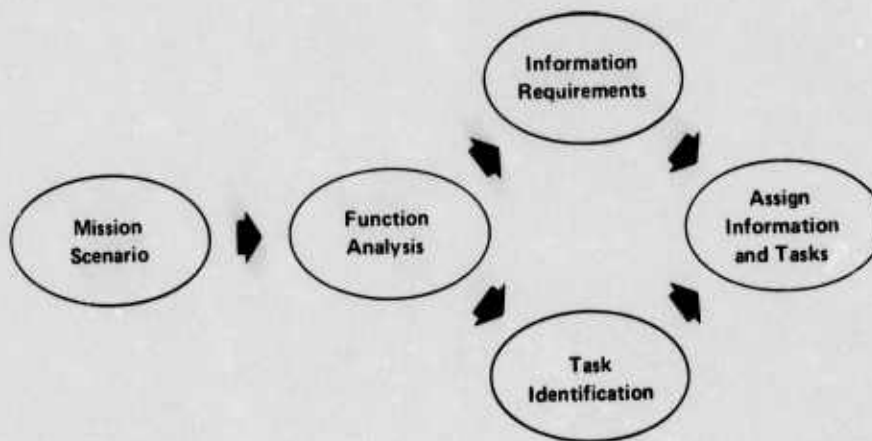 Mission
Scenario
Function
Analysis
Information
Requirements
Task
Identification
Assign
Information
and Tasks